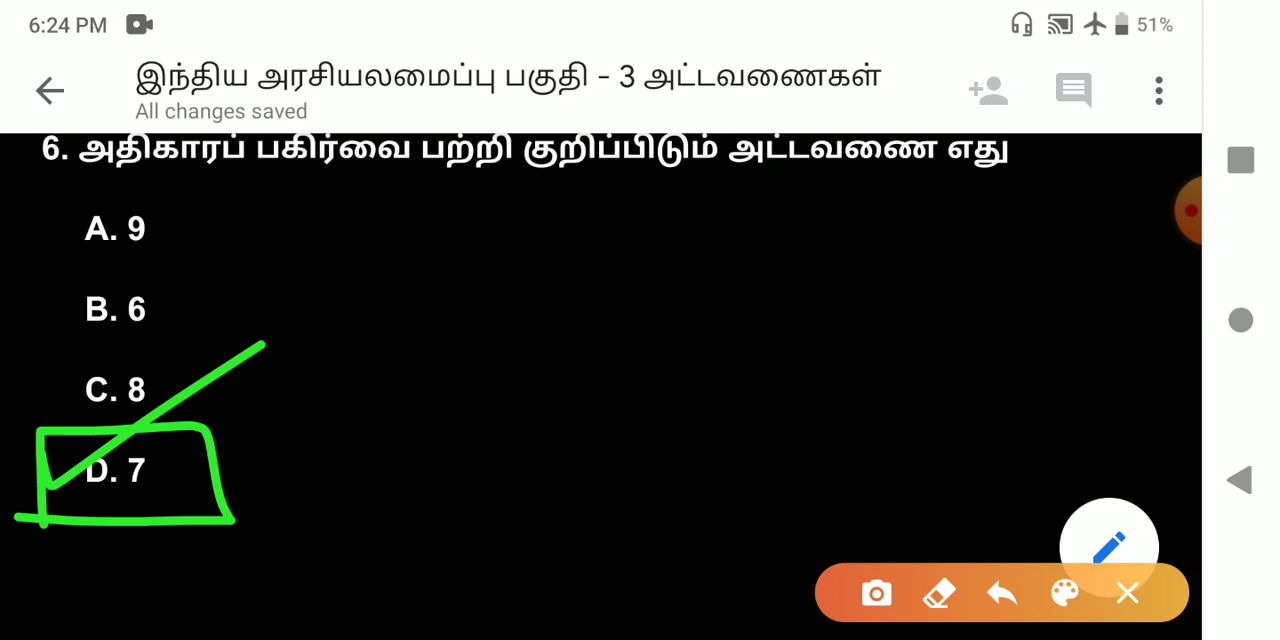 6:24 PM
51%
இந்திய அரசியலமைப்பு பகுதி - 3 அட்டவணைகள்
All changes saved
6. அதிகாரப் பகிர்வை பற்றி குறிப்பிடும் அட்டவணை எது
A. 9
B. 6
C. 8
D. 7